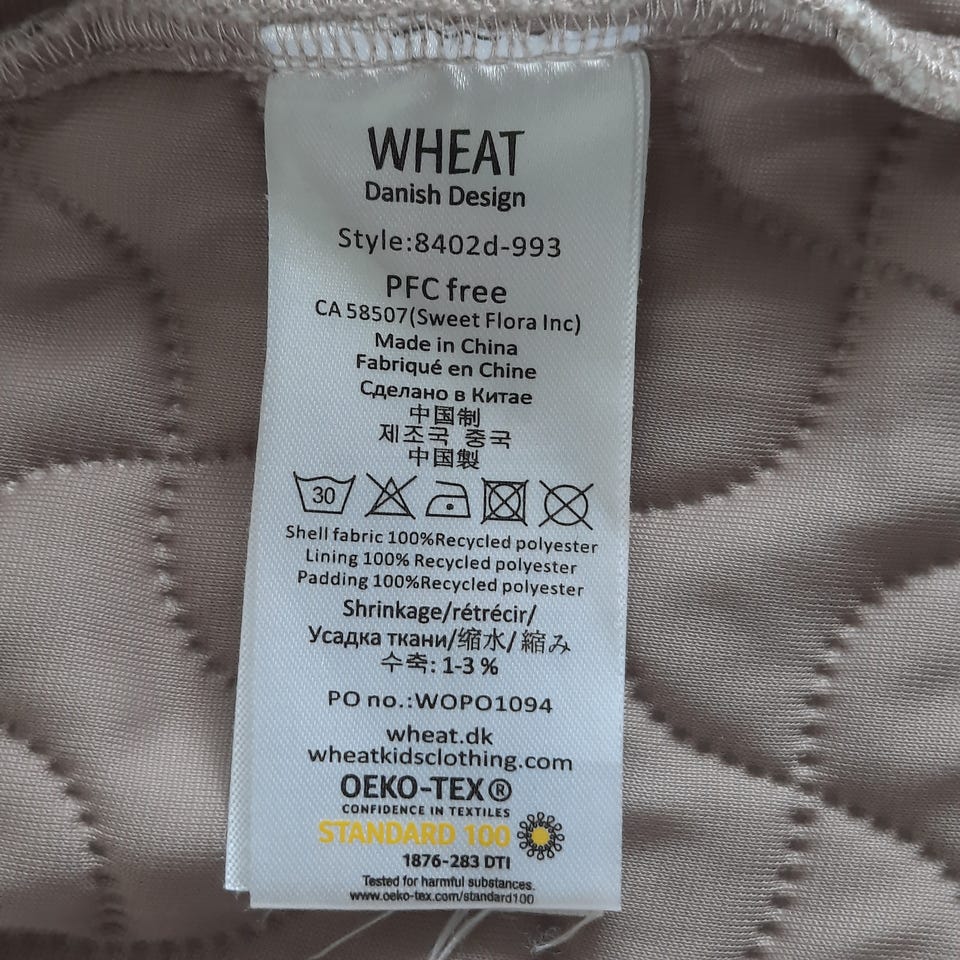 WHEAT
Danish Design
Style:8402d-993
PFC free
CA 58507(Sweet Flora Inc)
Made in China
Fabriqué en Chine
Сделано в Китае
中国制
제조국 중국
中国製
30
Shell fabric 100%Recycled polyester
Lining 100% Recycled polyester
Padding 100%Recycled polyester
Shrinkage/rétrécir/
Усадка ткани/缩水/縮み
수축: 1-3 %
PO no.:WOPO1094
wheat.dk
wheatkidsclothing.com
OEKO-TEX®
CONFIDENCE IN TEXTILES
STANDARD 100
1876-283 DTI
Tested for harmful substances.
www.oeko-tex.com/standard100